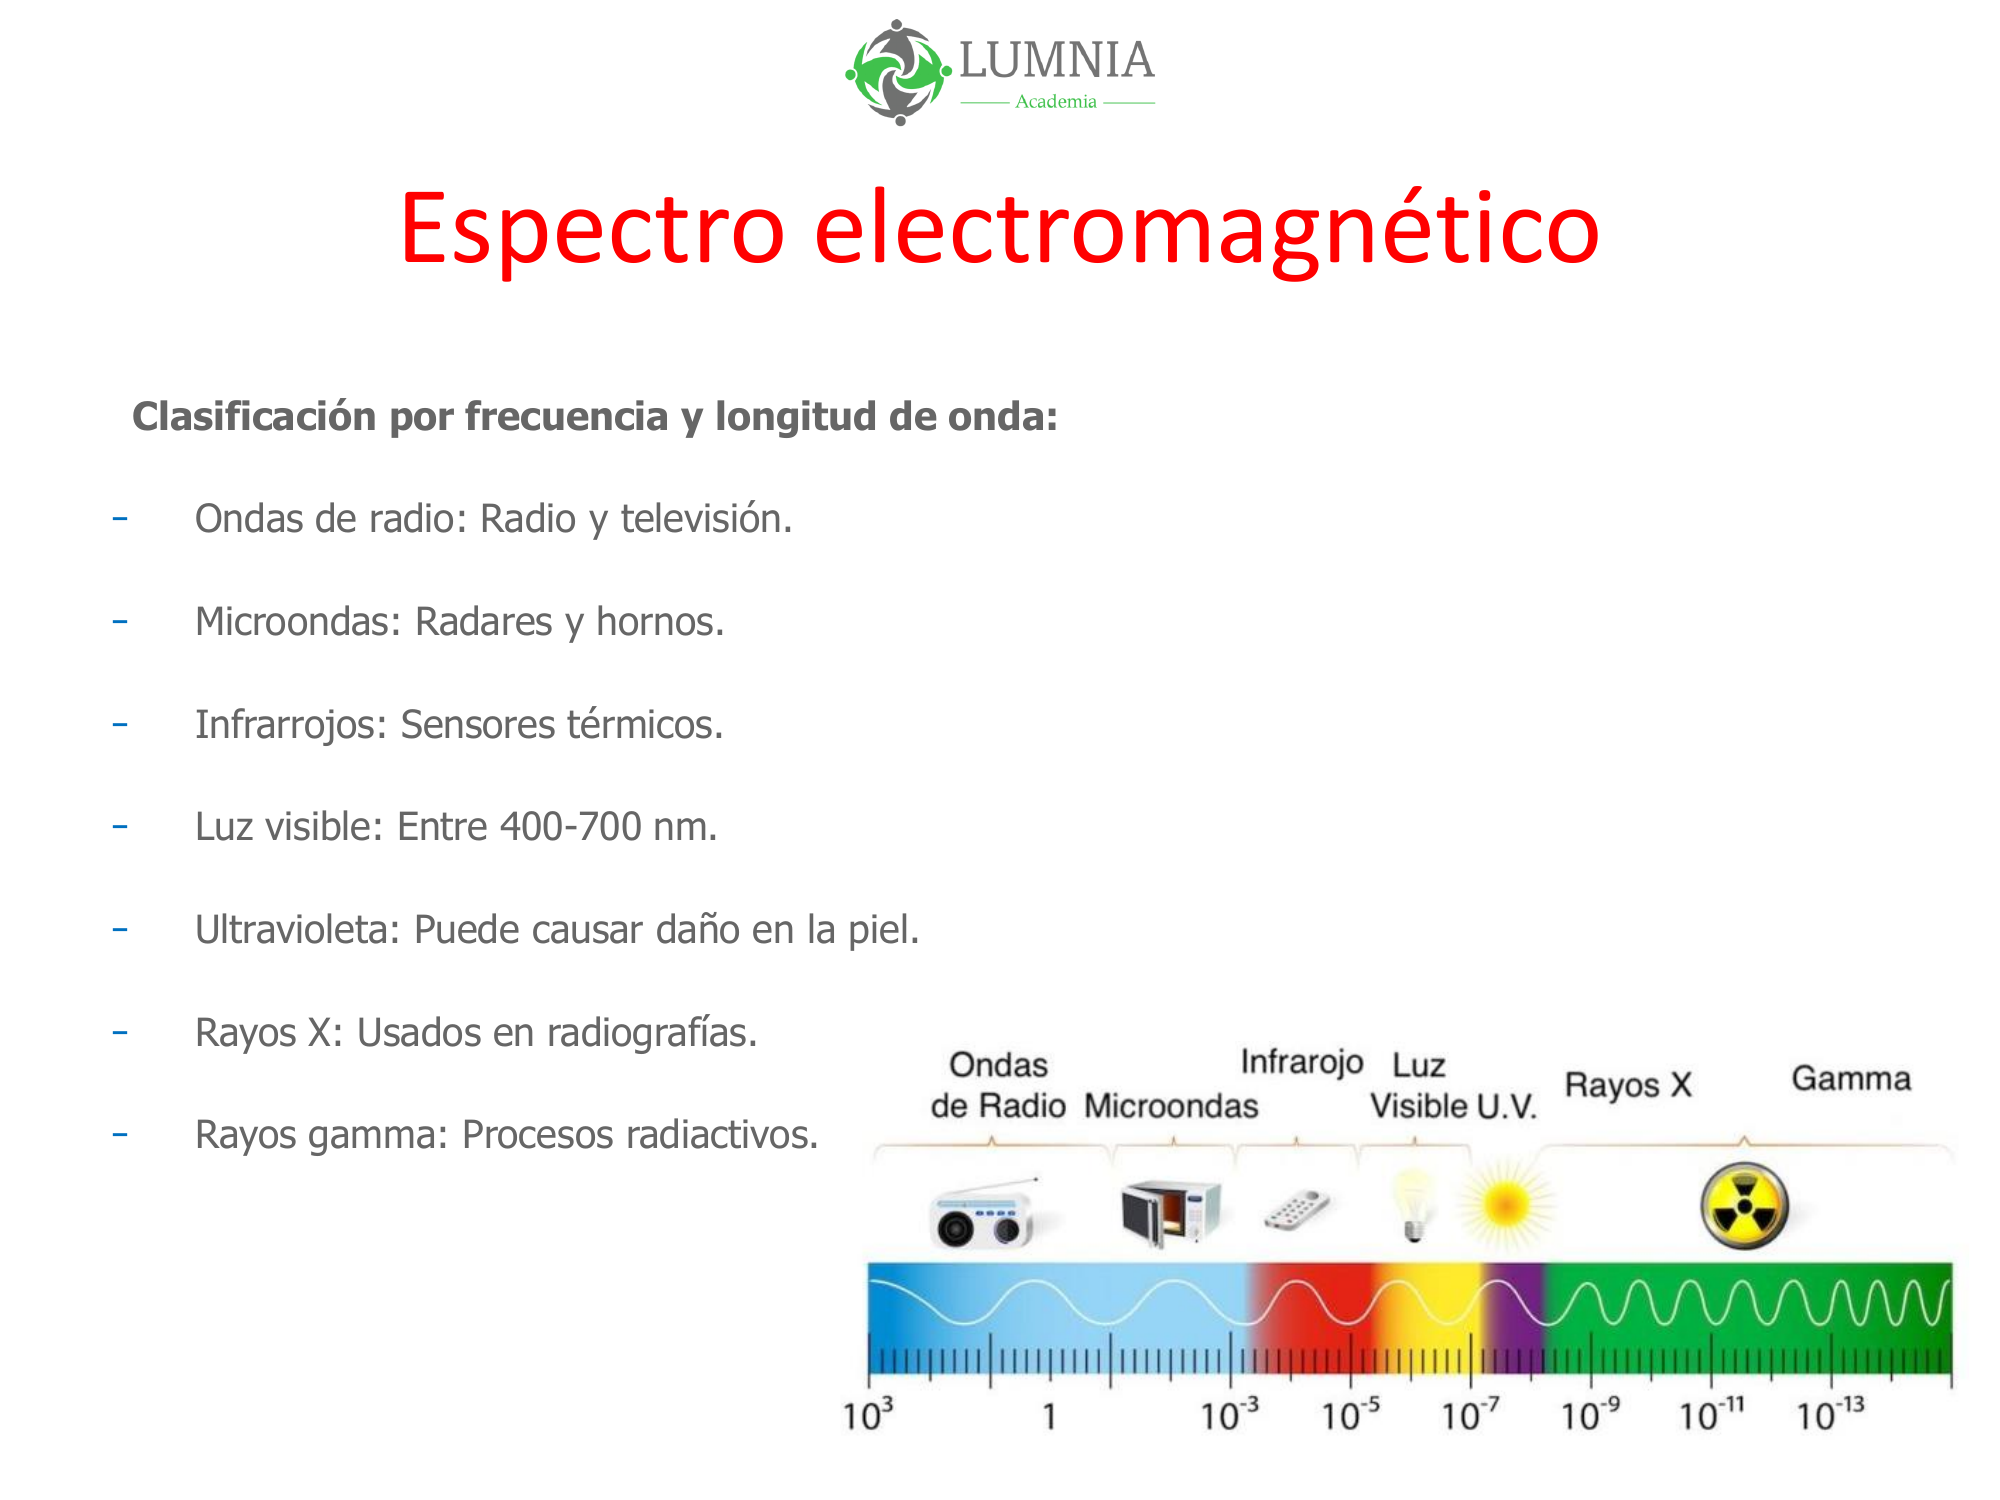 LUMNIA
Academia
Espectro electromagnético
Clasificación por frecuencia y longitud de onda:
- Ondas de radio: Radio y televisión.
- Microondas: Radares y hornos.
- Infrarrojos: Sensores térmicos.
- Luz visible: Entre 400-700 nm.
- Ultravioleta: Puede causar daño en la piel.
- Rayos X: Usados en radiografías.
- Rayos gamma: Procesos radiactivos.
Ondas de Radio
Microondas
Infrarojo
Luz Visible
U.V.
Rayos X
Gamma
10³ 1 10⁻³ 10⁻⁵ 10⁻⁷ 10⁻⁹ 10⁻¹¹ 10⁻¹³